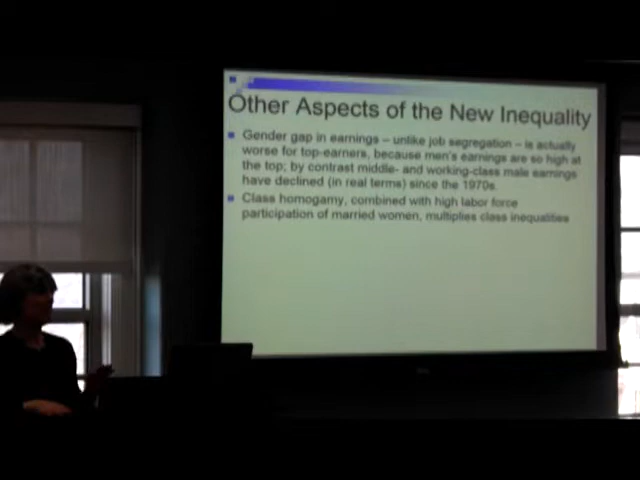 Other Aspects of the New Inequality
Gender gap in earnings – unlike job segregation – is actually
worse for top-earners, because men's earnings are so high at
the top; by contrast middle- and working-class male earnings
have declined (in real terms) since the 1970s.
Class homogamy, combined with high labor force
participation of married women, multiplies class inequalities